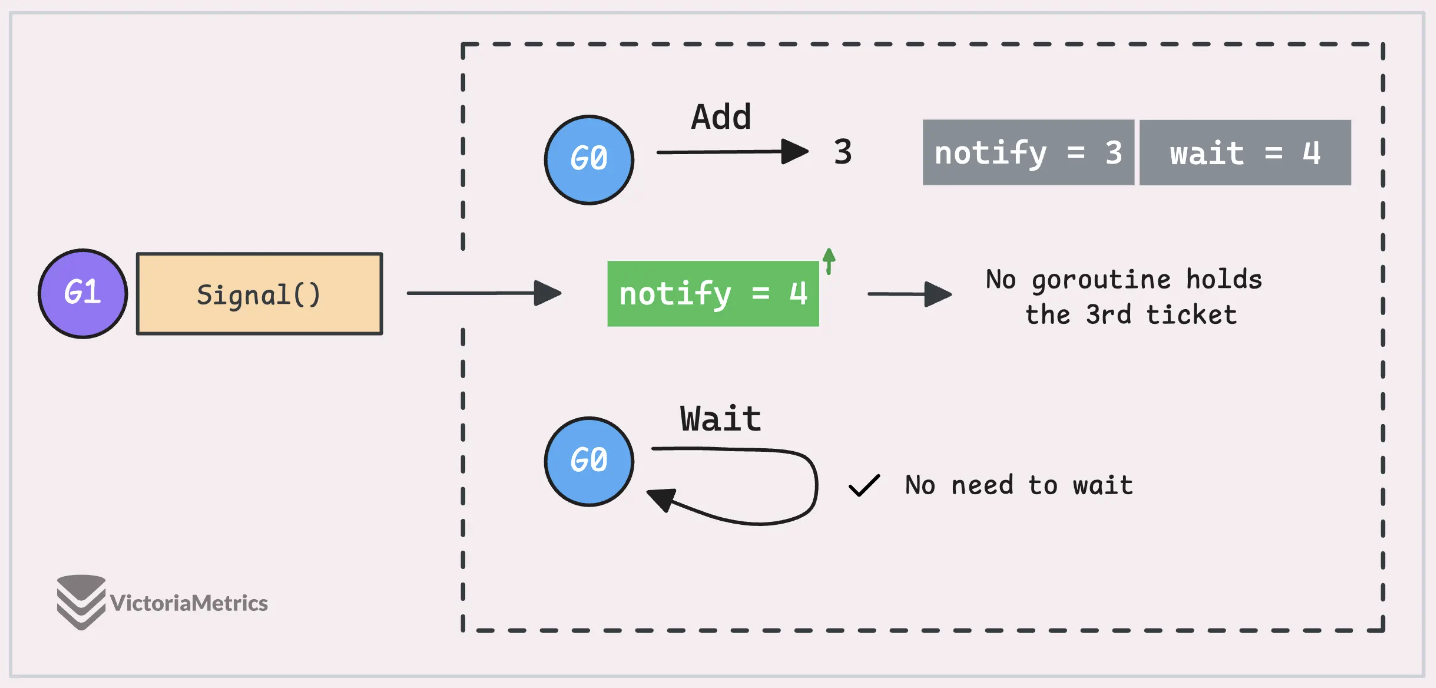 Add
G0
3
notify = 3
wait = 4
G1
Signal()
notify = 4
No goroutine holds
the 3rd ticket
Wait
G0
No need to wait
VictoriaMetrics